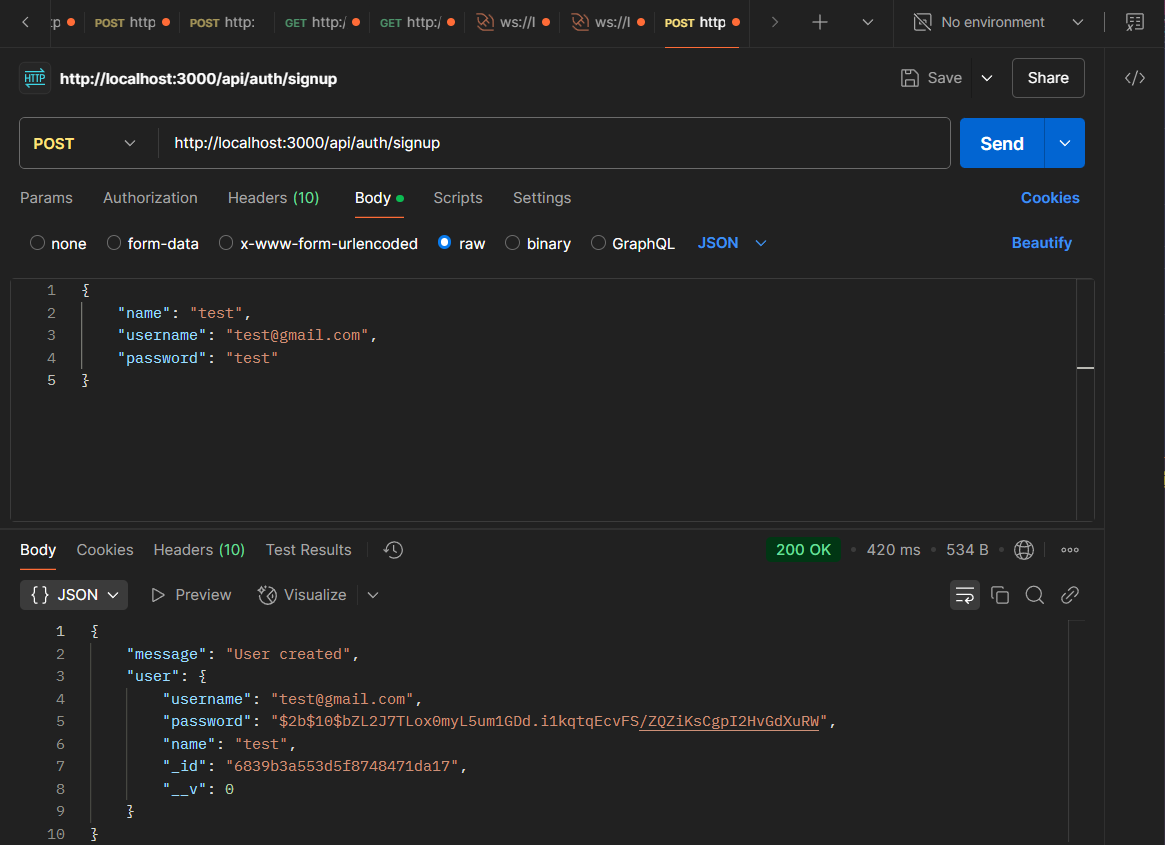 tp POST http POST http: GET http:/ GET http:/ ws://l ws://l POST http No environment
HTTP http://localhost:3000/api/auth/signup Save Share
POST http://localhost:3000/api/auth/signup Send
Params Authorization Headers (10) Body Scripts Settings Cookies
none form-data x-www-form-urlencoded raw binary GraphQL JSON Beautify
1 {
2 "name": "test",
3 "username": "test@gmail.com",
4 "password": "test"
5 }
Body Cookies Headers (10) Test Results 200 OK • 420 ms • 534 B •
{} JSON Preview Visualize
1 {
2 "message": "User created",
3 "user": {
4 "username": "test@gmail.com",
5 "password": "$2b$10$bZL2J7TLox0myL5um1GDd.i1kqtqEcvFS/ZQZiKsCgpI2HvGdXuRW",
6 "name": "test",
7 "_id": "6839b3a553d5f8748471da17",
8 "__v": 0
9 }
10 }